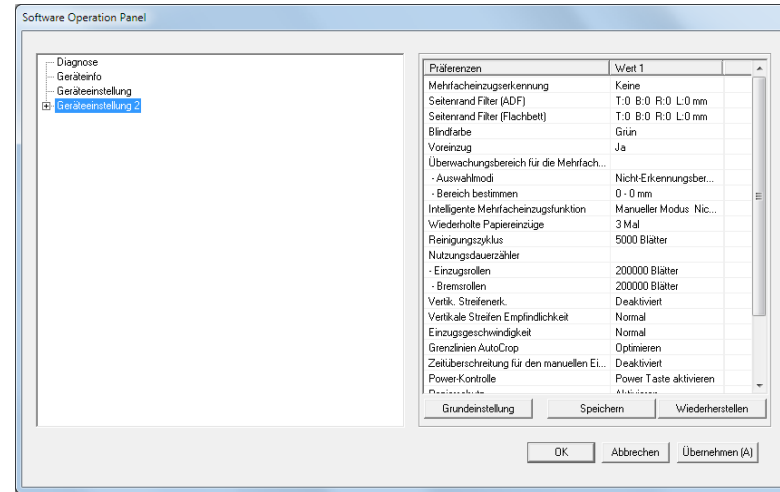 Software Operation Panel
Diagnose
Geräteinfo
Geräteeinstellung
Geräteeinstellung 2
Präferenzen Wert 1
Mehrfacheinzugserkennung Keine
Seitenrand Filter (ADF) T:0 B:0 R:0 L:0 mm
Seitenrand Filter (Flachbett) T:0 B:0 R:0 L:0 mm
Blindfarbe Grün
Voreinzug Ja
Überwachungsbereich für die Mehrfach...
- Auswahlmodi Nicht-Erkennungsber...
- Bereich bestimmen 0 - 0 mm
Intelligente Mehrfacheinzugsfunktion Manueller Modus Nic...
Wiederholte Papiereinzüge 3 Mal
Reinigungszyklus 5000 Blätter
Nutzungsdauerzähler
- Einzugsrollen 200000 Blätter
- Bremsrollen 200000 Blätter
Vertik. Streifenerk. Deaktiviert
Vertikale Streifen Empfindlichkeit Normal
Einzugsgeschwindigkeit Normal
Grenzlinien AutoCrop Optimieren
Zeitüberschreitung für den manuellen Ei... Deaktiviert
Power-Kontrolle Power Taste aktivieren
Grundeinstellung Speichern Wiederherstellen
OK Abbrechen Übernehmen (A)